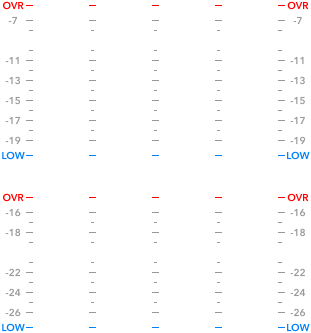 OVR OVR
-7 -7
-11 -11
-13 -13
-15 -15
-17 -17
-19 -19
LOW LOW
OVR OVR
-16 -16
-18 -18
-22 -22
-24 -24
-26 -26
LOW LOW